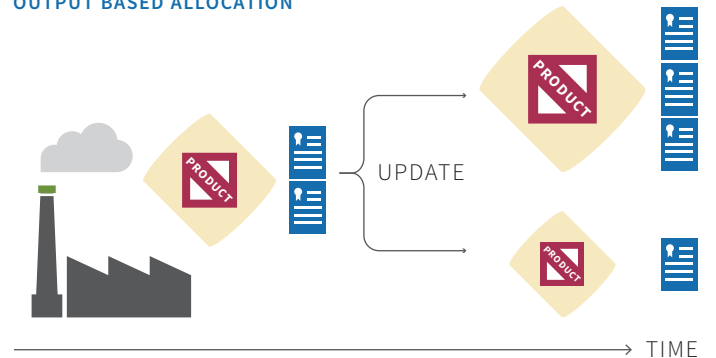 OUTPUT BASED ALLOCATION
PRODUCT
PRODUCT
UPDATE
PRODUCT
TIME